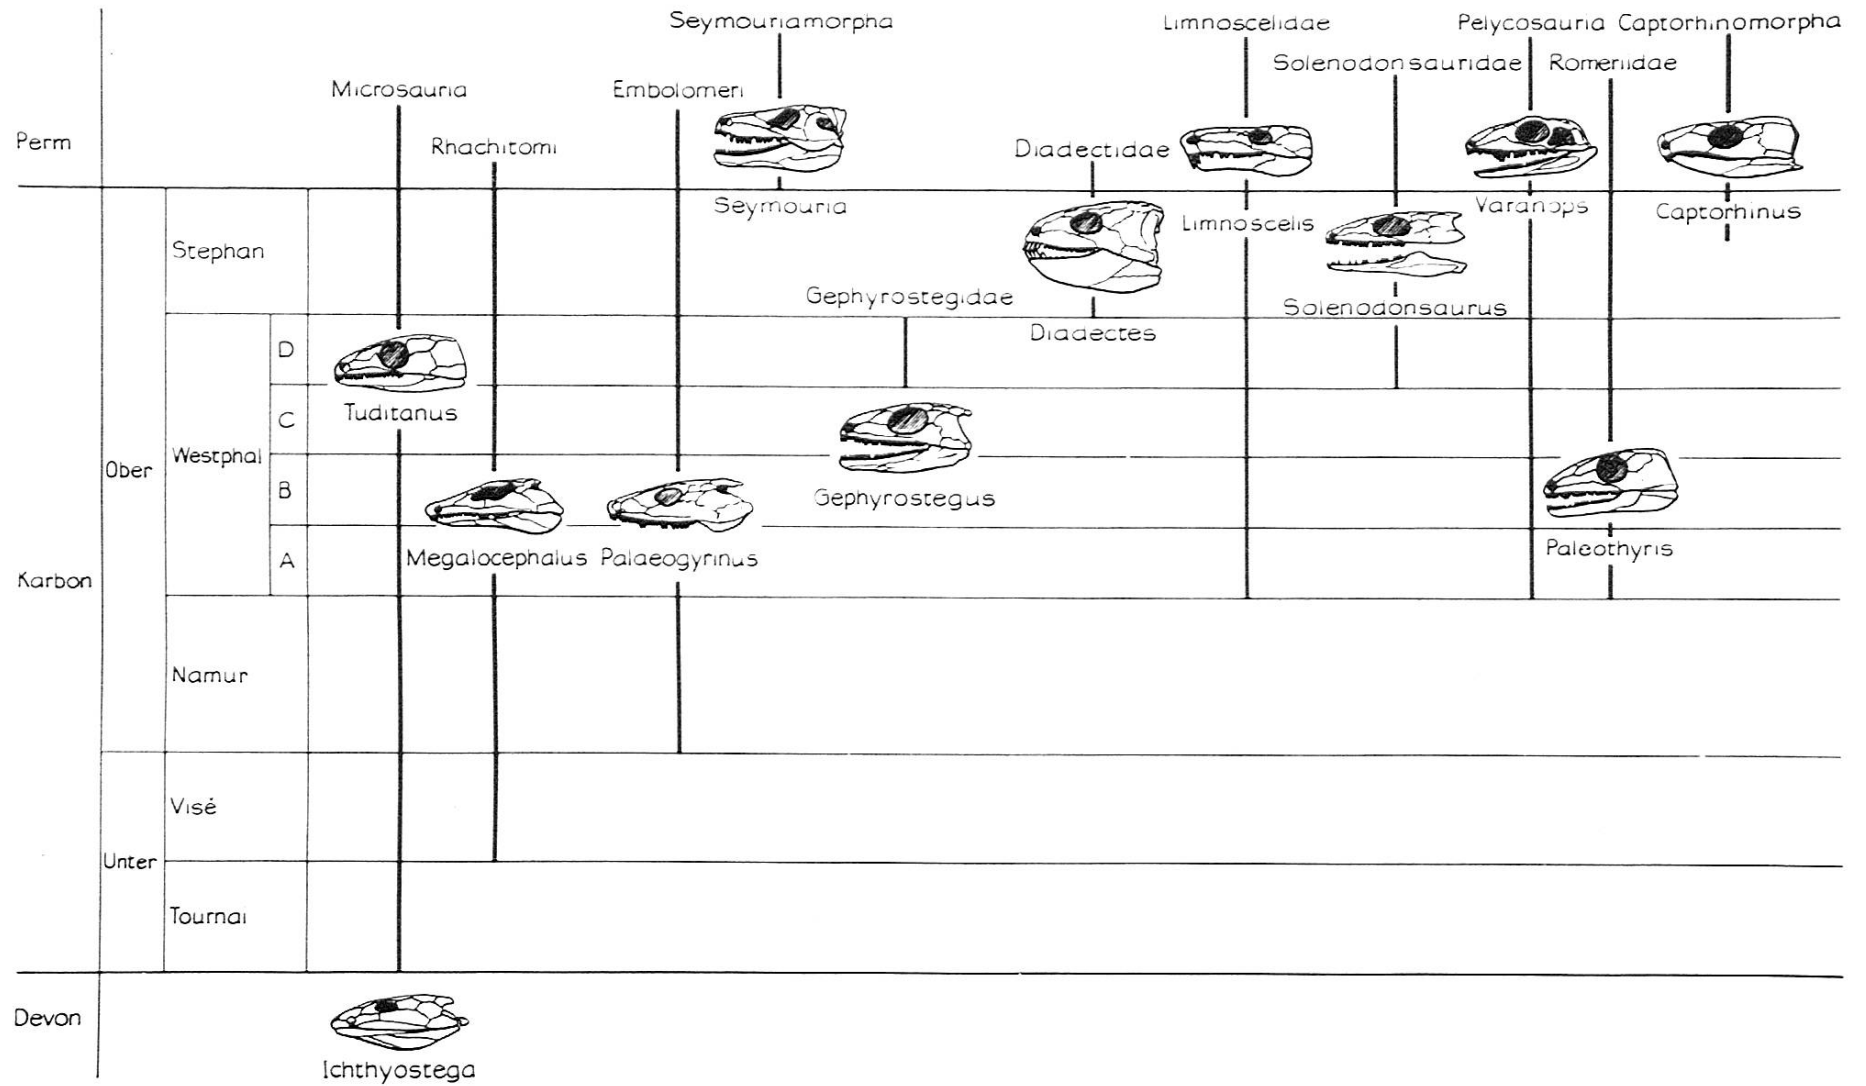 Seymouriamorpha
Limnoscelidae
Pelycosauria Captorhinomorpha
Solenodonsauridae
Romeriidae
Microsauria
Embolomeri
Perm
Rhachitomi
Diadectidae
Seymouria
Limnoscelis
Varanops
Captorhinus
Stephan
Gephyrostegidae
Solenodonsaurus
Diadectes
D
Tuditanus
C
Ober
Westphal
B
Gephyrostegus
A
Megalocephalus
Palaeogyrinus
Paleothyris
Karbon
Namur
Visé
Unter
Tournai
Devon
Ichthyostega